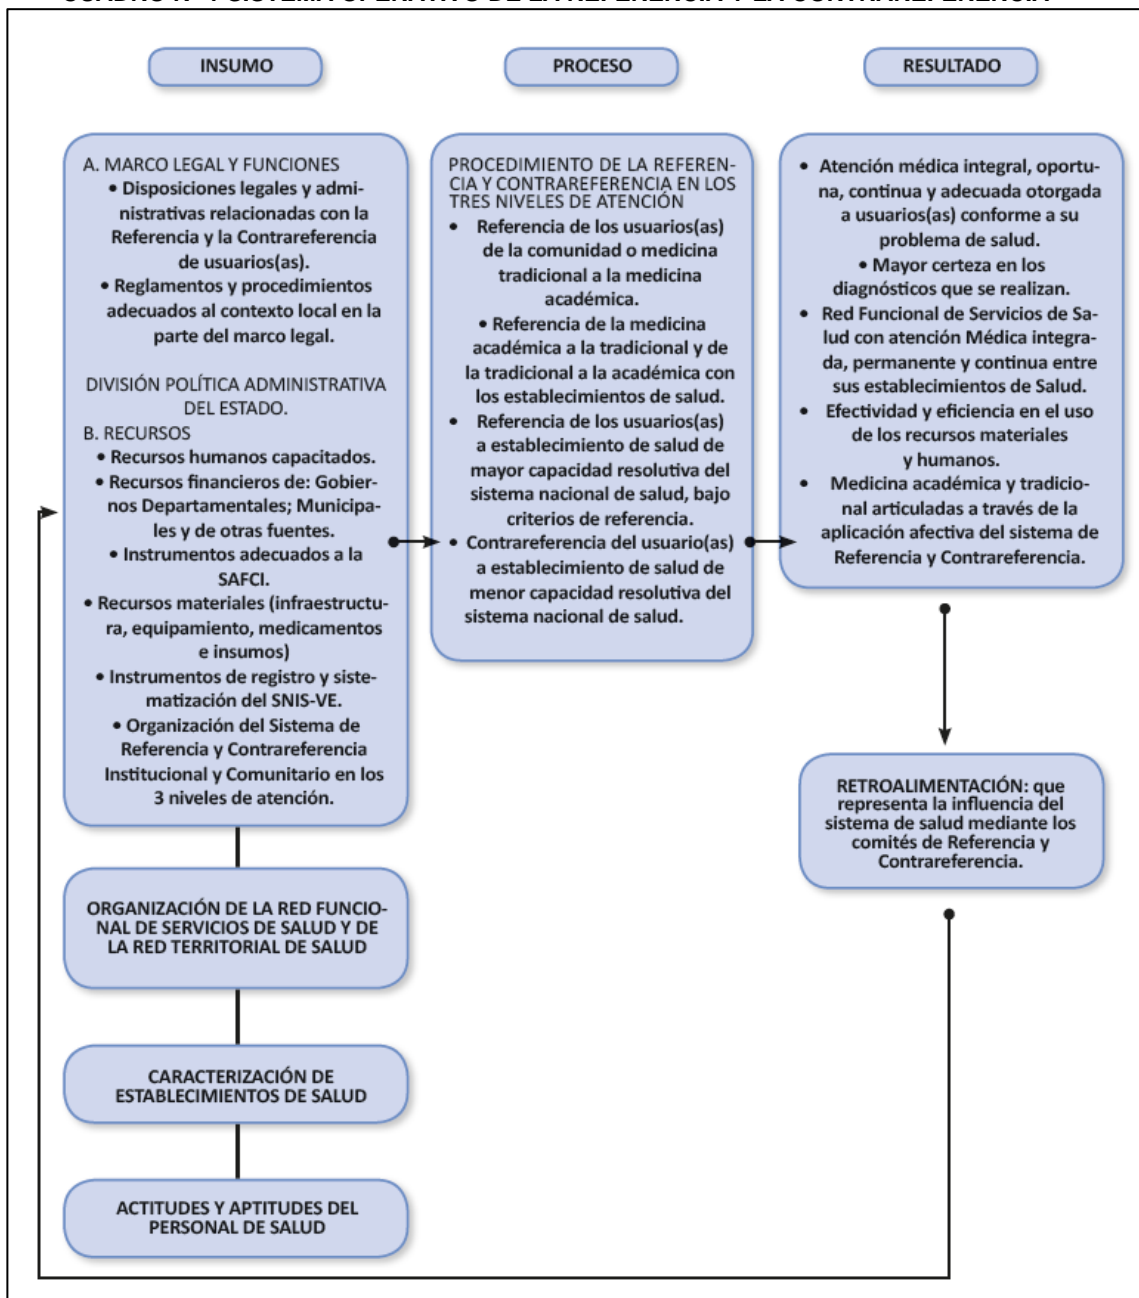 INSUMO
PROCESO
RESULTADO
A. MARCO LEGAL Y FUNCIONES
• Disposiciones legales y admi-
nistrativas relacionadas con la
Referencia y la Contrareferencia
de usuarios(as).
• Reglamentos y procedimientos
adecuados al contexto local en la
parte del marco legal.
DIVISIÓN POLÍTICA ADMINISTRATIVA
DEL ESTADO.
B. RECURSOS
• Recursos humanos capacitados.
• Recursos financieros de: Gobier-
nos Departamentales; Municipa-
les y de otras fuentes.
• Instrumentos adecuados a la
SAFCI.
• Recursos materiales (infraestructu-
ra, equipamiento, medicamentos
e insumos)
• Instrumentos de registro y siste-
matización del SNIS-VE.
• Organización del Sistema de
Referencia y Contrareferencia
Institucional y Comunitario en los
3 niveles de atención.
PROCEDIMIENTO DE LA REFEREN-
CIA Y CONTRAREFERENCIA EN LOS
TRES NIVELES DE ATENCIÓN
• Referencia de los usuarios(as)
de la comunidad o medicina
tradicional a la medicina
académica.
• Referencia de la medicina
académica a la tradicional y de
la tradicional a la académica con
los establecimientos de salud.
• Referencia de los usuarios(as)
a establecimiento de salud de
mayor capacidad resolutiva del
sistema nacional de salud, bajo
criterios de referencia.
• Contrareferencia del usuario(as)
a establecimiento de salud de
menor capacidad resolutiva del
sistema nacional de salud.
• Atención médica integral, oportu-
na, continua y adecuada otorgada
a usuarios(as) conforme a su
problema de salud.
• Mayor certeza en los
diagnósticos que se realizan.
• Red Funcional de Servicios de Sa-
lud con atención Médica integra-
da, permanente y continua entre
sus establecimientos de Salud.
• Efectividad y eficiencia en el uso
de los recursos materiales
y humanos.
• Medicina académica y tradicio-
nal articuladas a través de la
aplicación afectiva del sistema de
Referencia y Contrareferencia.
RETROALIMENTACIÓN: que
representa la influencia del
sistema de salud mediante los
comités de Referencia y
Contrareferencia.
ORGANIZACIÓN DE LA RED FUNCIO-
NAL DE SERVICIOS DE SALUD Y DE
LA RED TERRITORIAL DE SALUD
CARACTERIZACIÓN DE
ESTABLECIMIENTOS DE SALUD
ACTITUDES Y APTITUDES DEL
PERSONAL DE SALUD